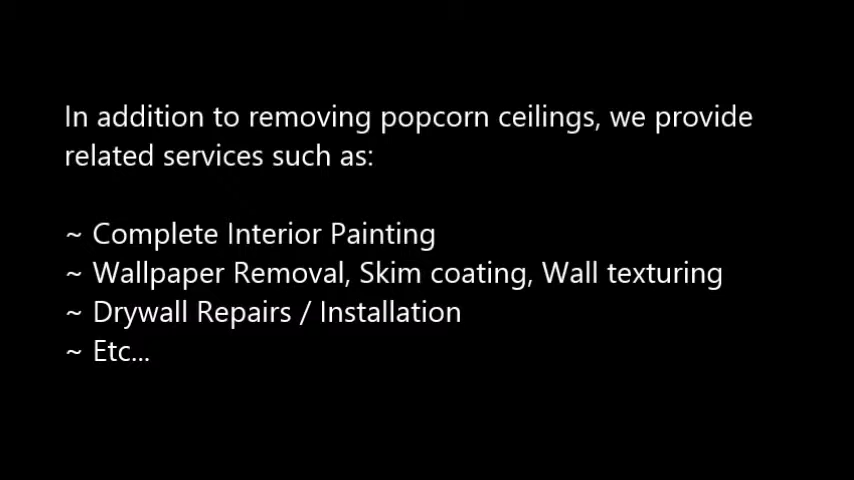 In addition to removing popcorn ceilings, we provide
related services such as:
~ Complete Interior Painting
~ Wallpaper Removal, Skim coating, Wall texturing
~ Drywall Repairs / Installation
~ Etc...